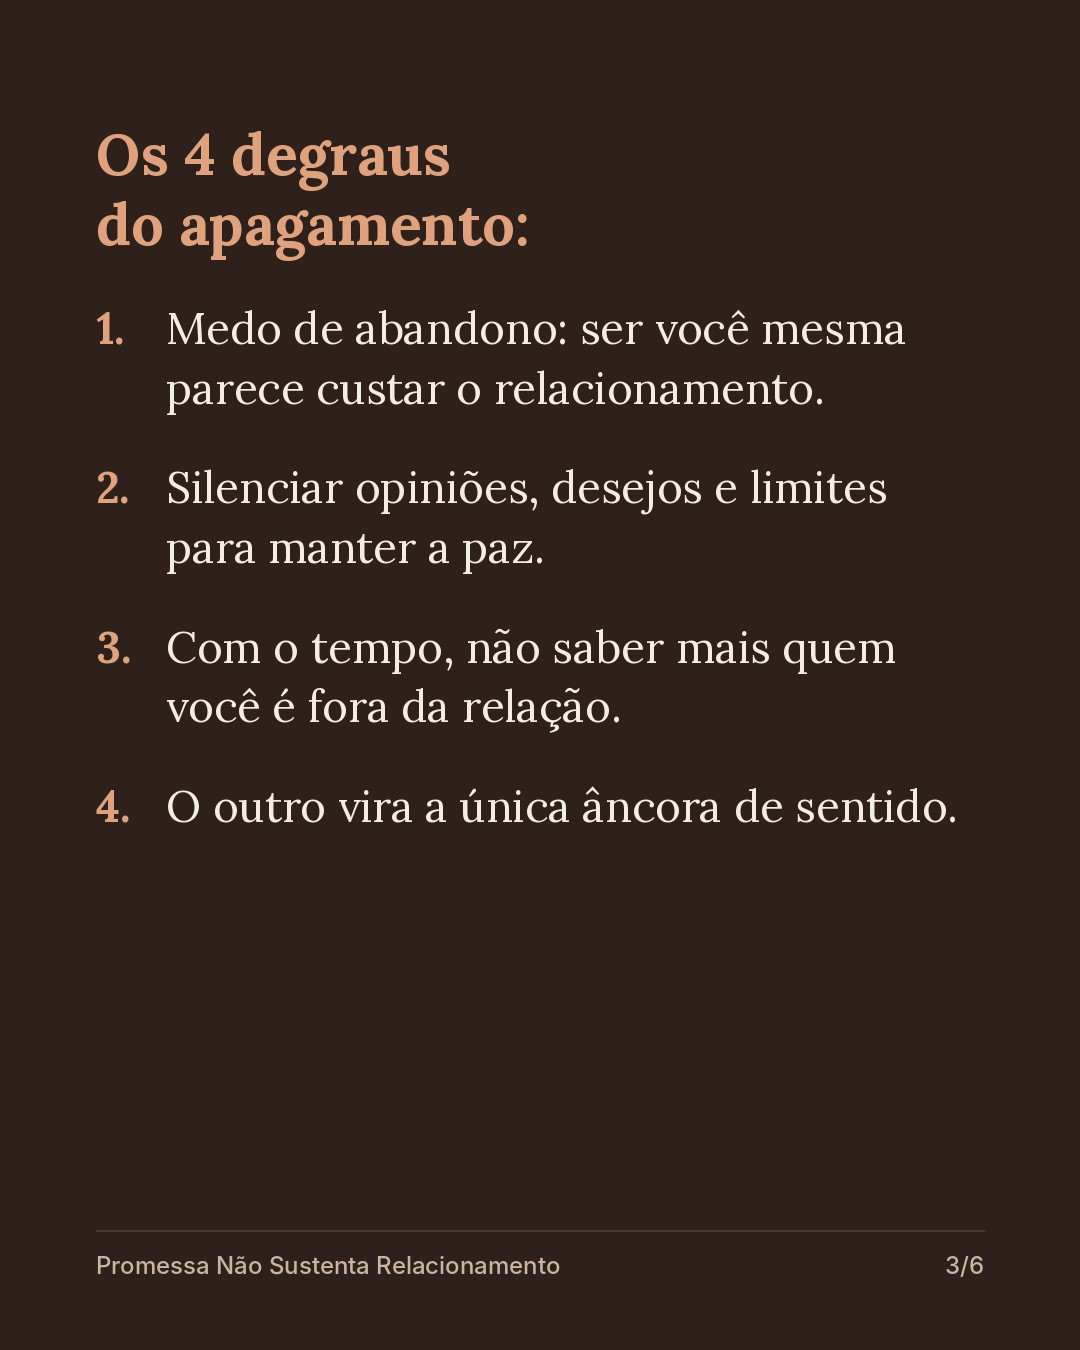 Os 4 degraus
do apagamento:
1. Medo de abandono: ser você mesma
parece custar o relacionamento.
2. Silenciar opiniões, desejos e limites
para manter a paz.
3. Com o tempo, não saber mais quem
você é fora da relação.
4. O outro vira a única âncora de sentido.
Promessa Não Sustenta Relacionamento 3/6